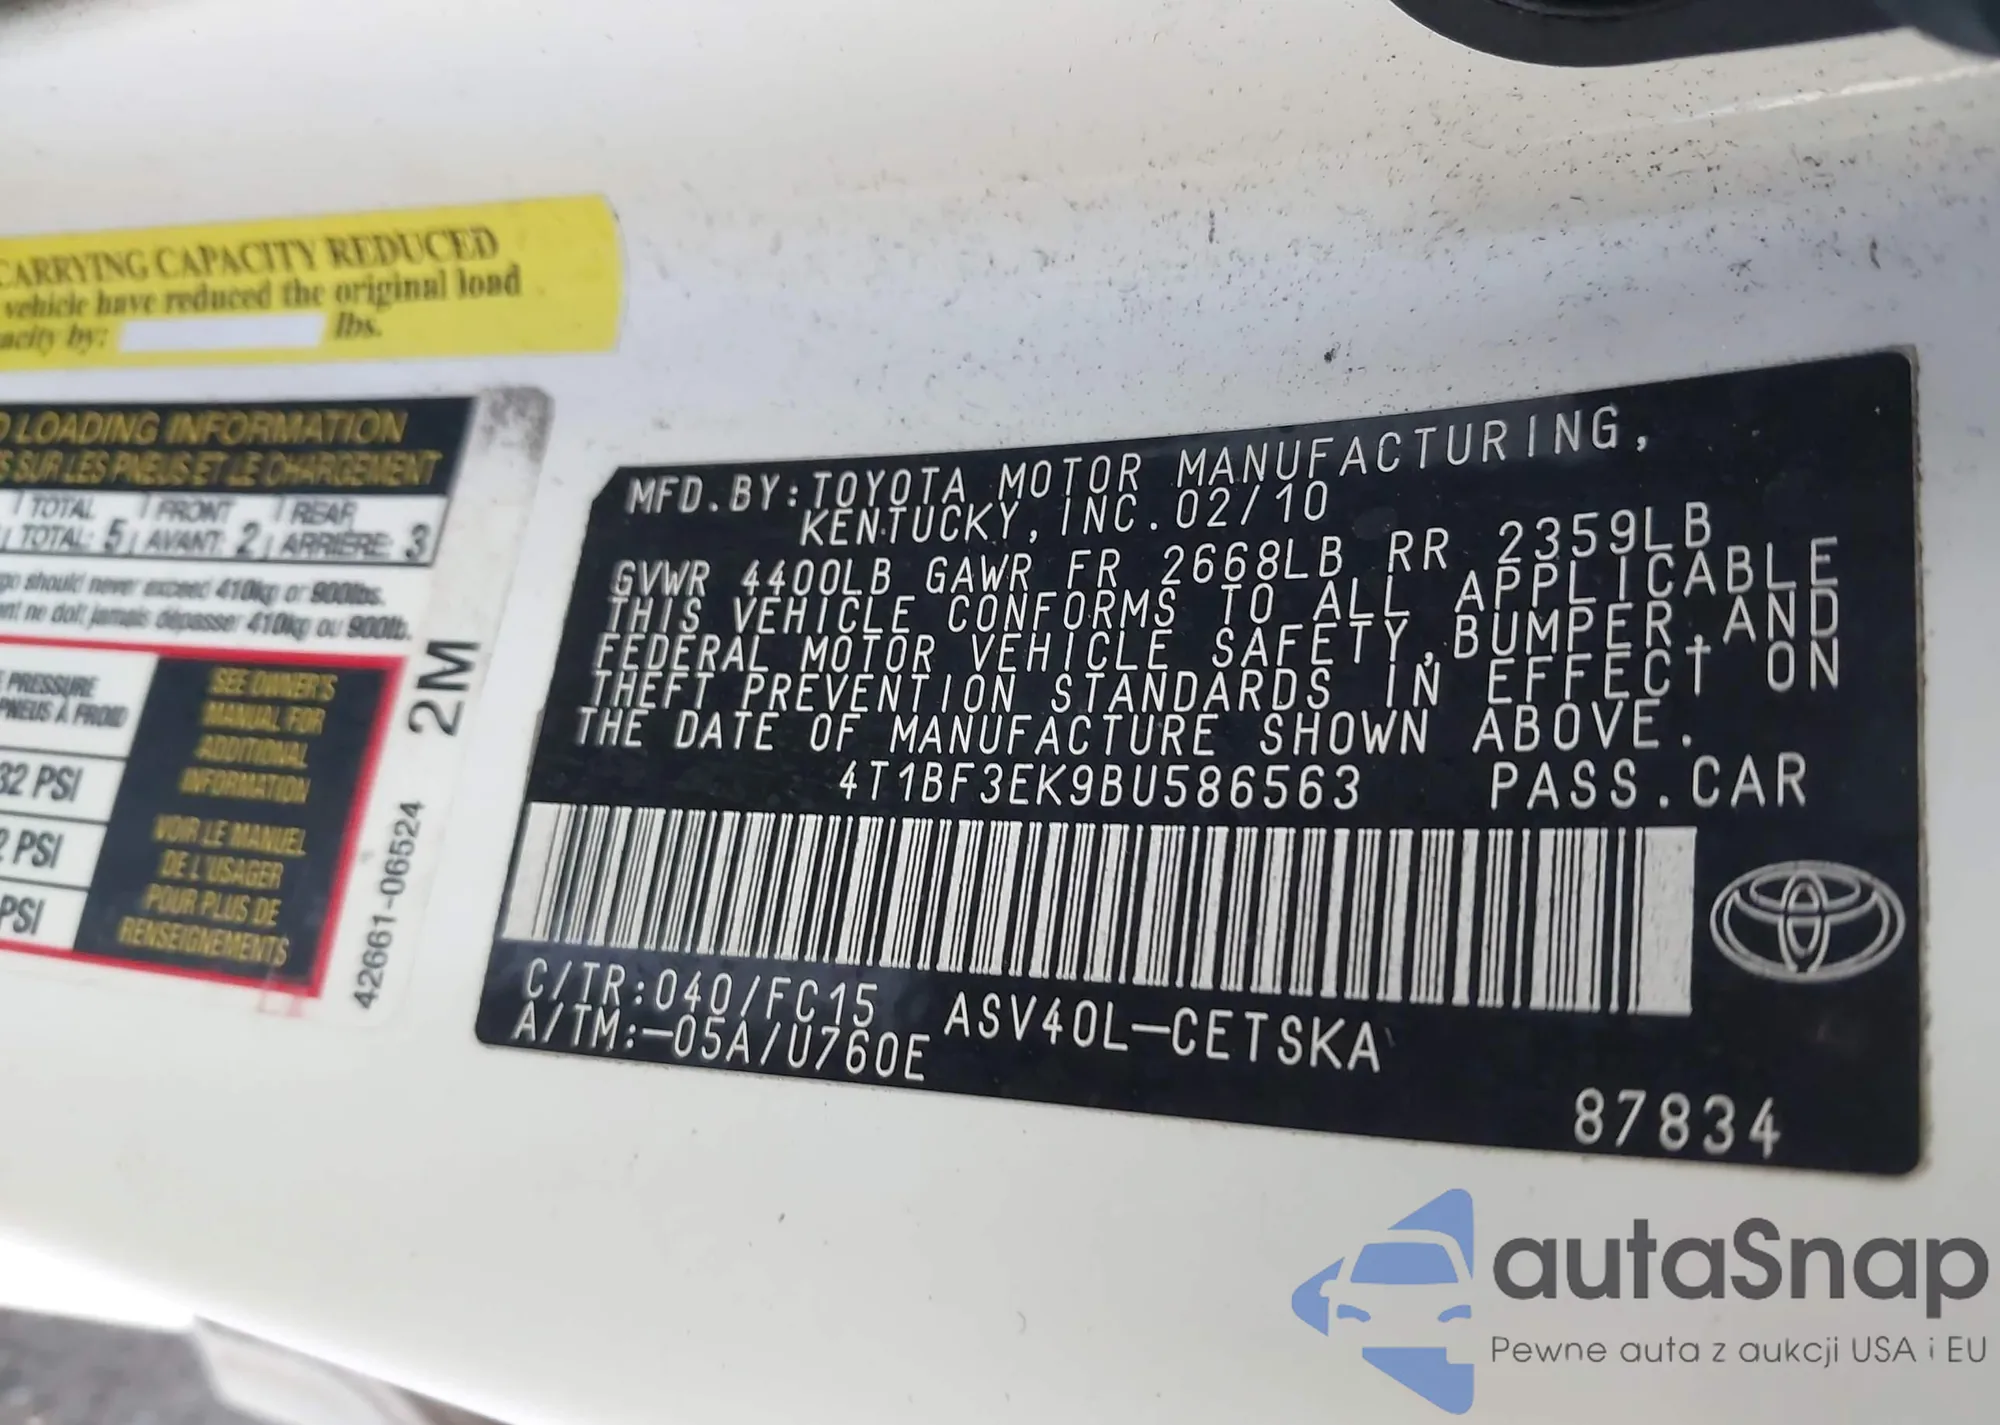 CARRYING CAPACITY REDUCED
vehicle have reduced the original load
acity by: lbs.
LOADING INFORMATION
SUR LES PNEUS ET LE CHARGEMENT
TOTAL FRONT REAR
TOTAL: 5 AVANT: 2 ARRIÈRE: 3
go should never exceed 410kg or 900lbs.
ent ne doit jamais dépasser 410kg ou 900lb.
PRESSURE
PNEUS À FROID
32 PSI
2 PSI
PSI
SEE OWNER'S
MANUAL FOR
ADDITIONAL
INFORMATION
VOIR LE MANUEL
DE L'USAGER
POUR PLUS DE
RENSEIGNEMENTS
2M
42661-06524
MFD.BY:TOYOTA MOTOR MANUFACTURING,
KENTUCKY, INC.02/10
GVWR 4400LB GAWR FR 2668LB RR 2359LB
THIS VEHICLE CONFORMS TO ALL APPLICABLE
FEDERAL MOTOR VEHICLE SAFETY,BUMPER,AND
THEFT PREVENTION STANDARDS IN EFFECT ON
THE DATE OF MANUFACTURE SHOWN ABOVE.
4T1BF3EK9BU586563 PASS.CAR
C/TR:040/FC15 ASV40L-CETSKA
A/TM:-05A/U760E
87834
autaSnap
Pewne auta z aukcji USA i EU